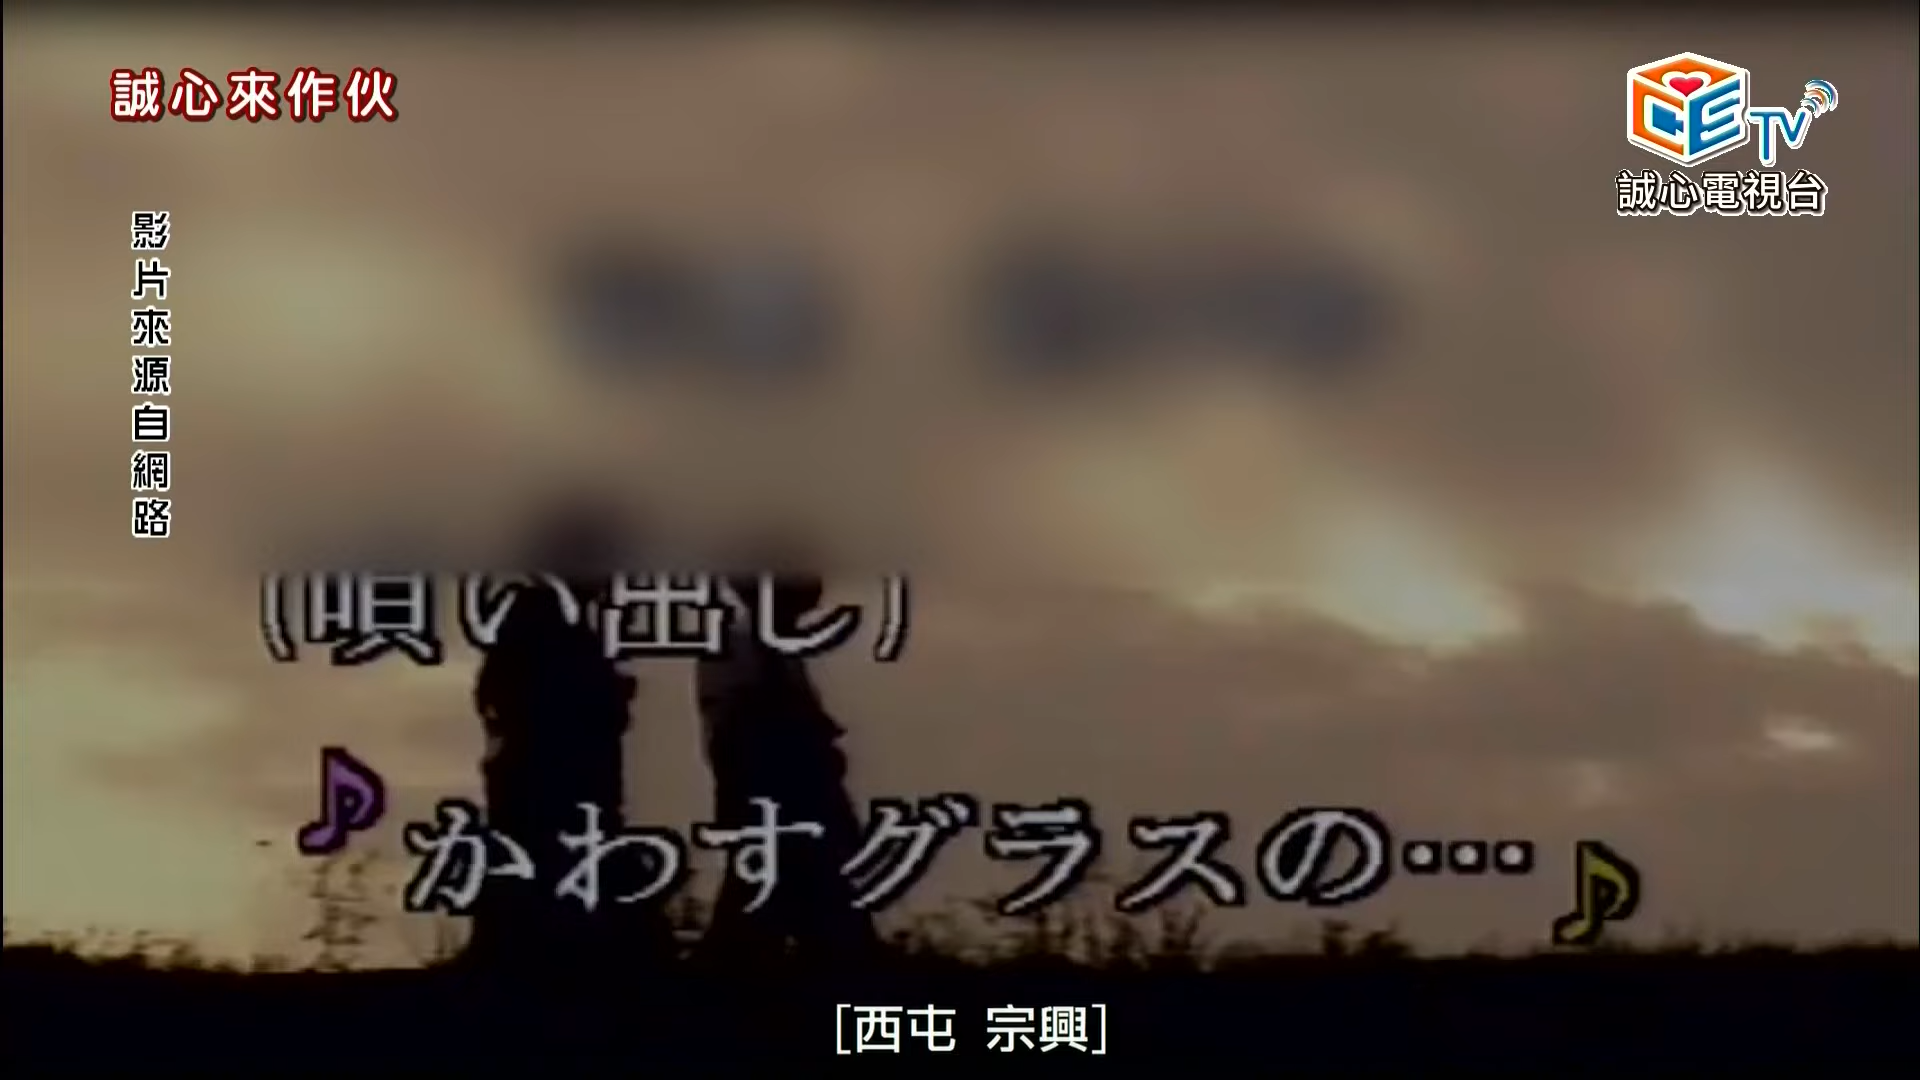 誠心來作伙
CETV
誠心電視台
影片來源自網路
(唄い出し)
♪かわすグラスの…♪
[西屯 宗興]